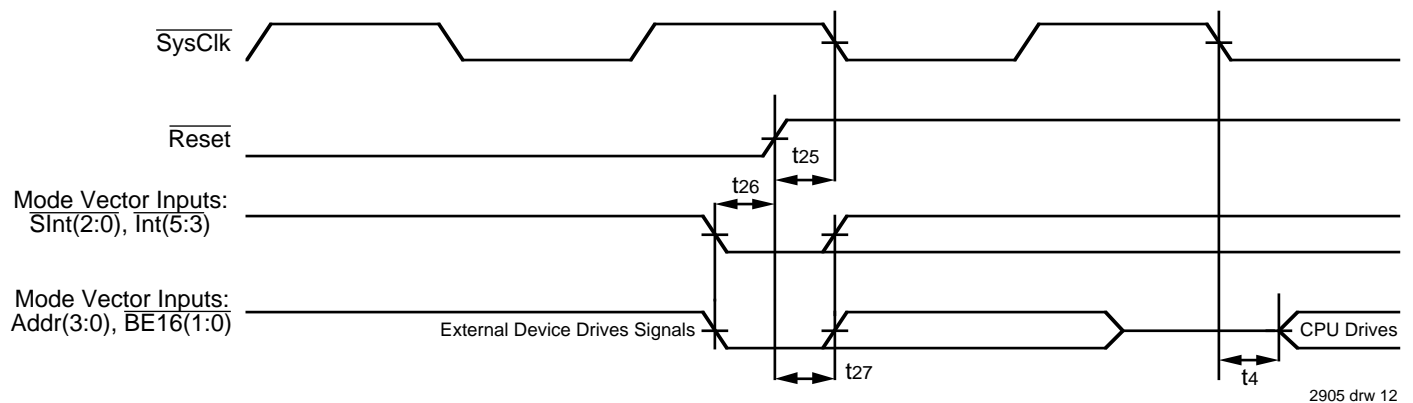 SysClk
Reset
t25
t26
Mode Vector Inputs:
SInt(2:0), Int(5:3)
Mode Vector Inputs:
Addr(3:0), BE16(1:0)
External Device Drives Signals
CPU Drives
t27
t4
2905 drw 12